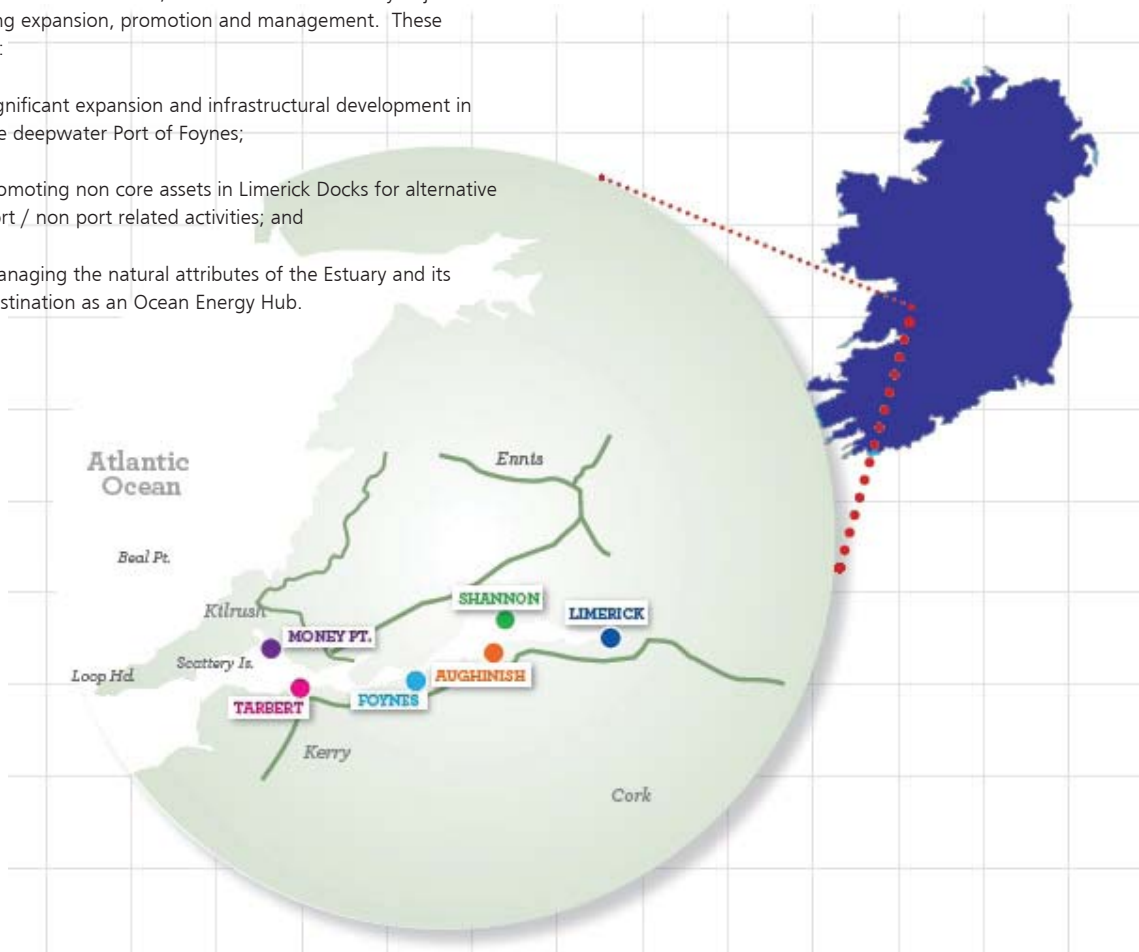 ng expansion, promotion and management. These
:
gnificant expansion and infrastructural development in
e deepwater Port of Foynes;
omoting non core assets in Limerick Docks for alternative
rt / non port related activities; and
anaging the natural attributes of the Estuary and its
stination as an Ocean Energy Hub.
Atlantic
Ocean
Ennis
Beal Pt.
SHANNON
LIMERICK
Kilrush
MONEY PT.
Scattery Is.
Loop Hd.
AUGHINISH
TARBERT
FOYNES
Kerry
Cork